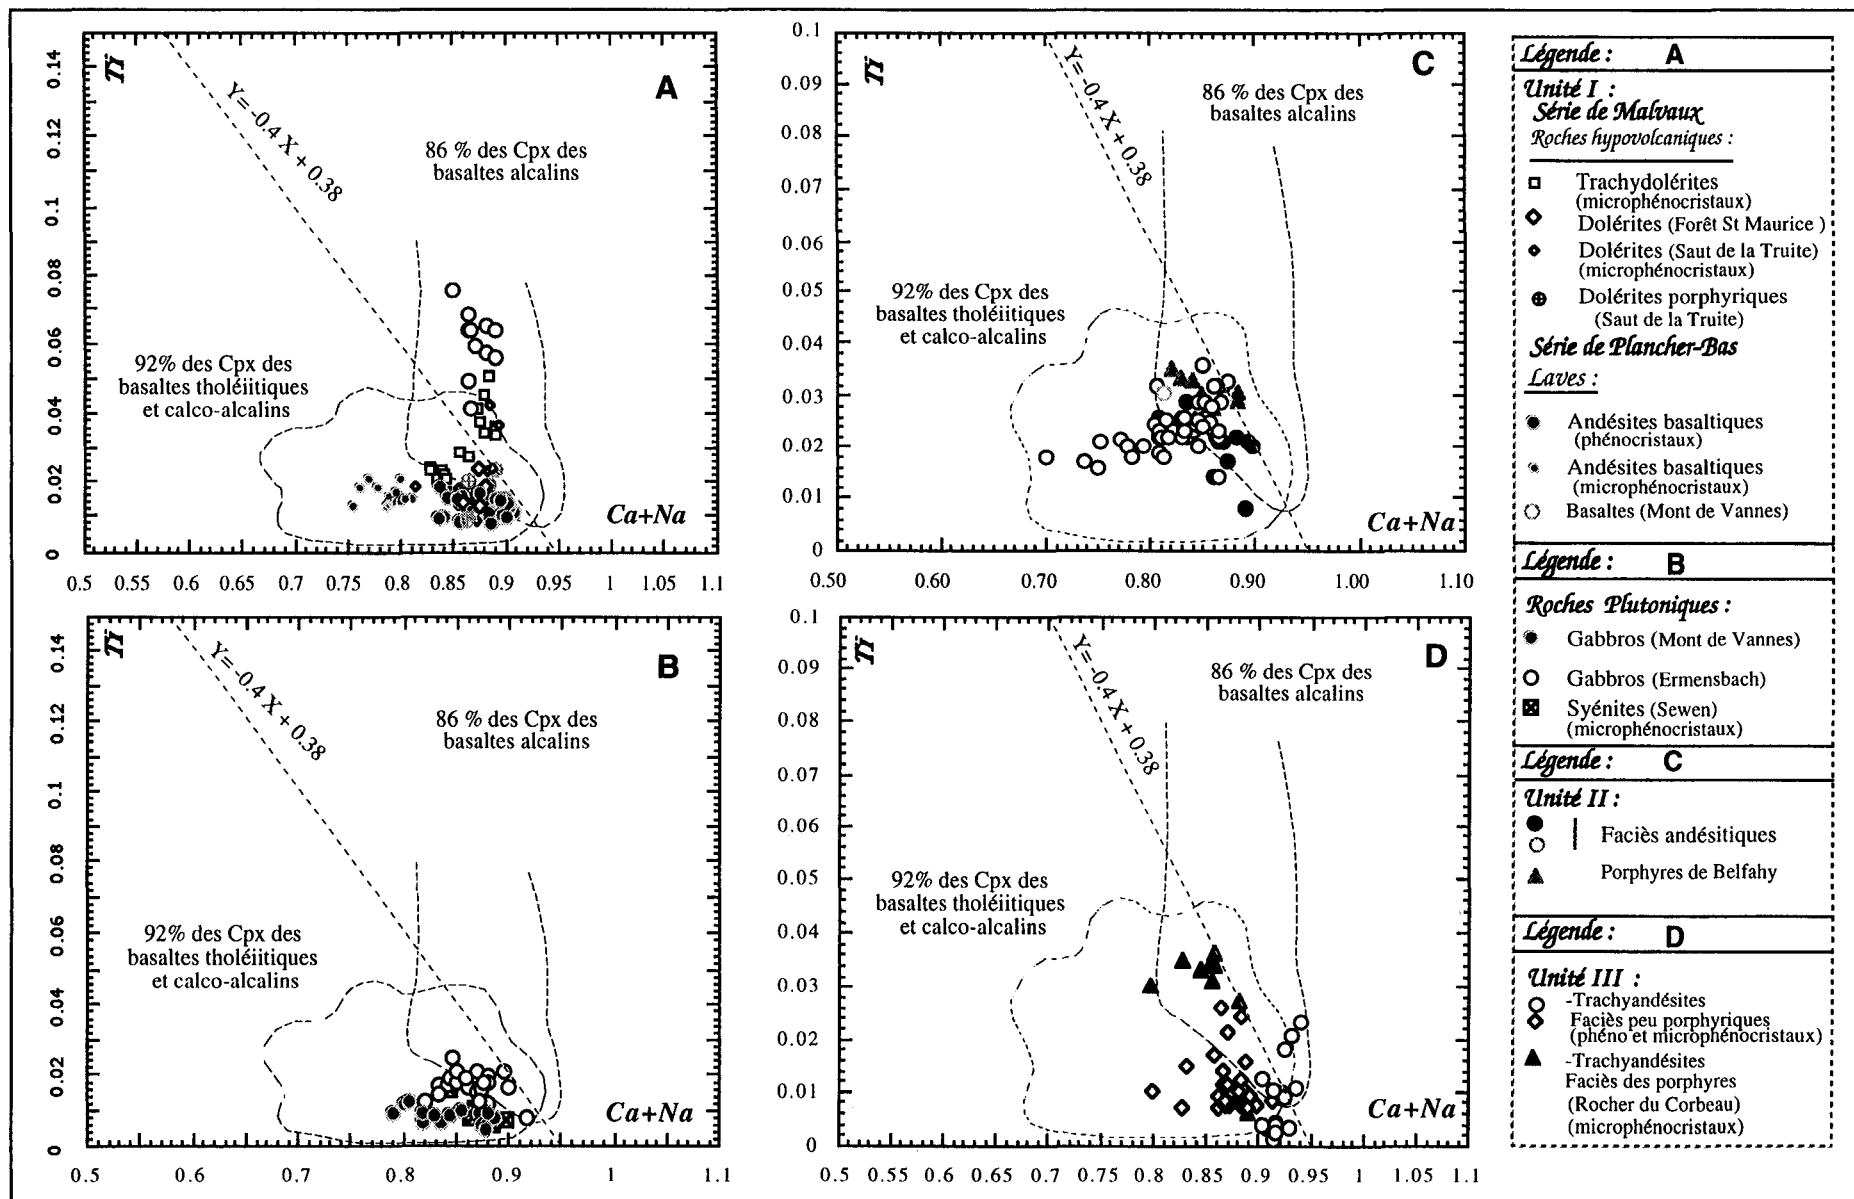 Ti
A
Y= -0.4 X + 0.38
86 % des Cpx des
basaltes alcalins
92% des Cpx des
basaltes tholéiitiques
et calco-alcalins
Ca+Na
0.14
0.12
0.1
0.08
0.06
0.04
0.02
0
0.5 0.55 0.6 0.65 0.7 0.75 0.8 0.85 0.9 0.95 1 1.05 1.1
Ti
C
Y= -0.4 X + 0.38
86 % des Cpx des
basaltes alcalins
92% des Cpx des
basaltes tholéiitiques
et calco-alcalins
Ca+Na
0.1
0.09
0.08
0.07
0.06
0.05
0.04
0.03
0.02
0.01
0
0.50 0.60 0.70 0.80 0.90 1.00 1.10
Ti
B
Y= -0.4 X + 0.38
86 % des Cpx des
basaltes alcalins
92% des Cpx des
basaltes tholéiitiques
et calco-alcalins
Ca+Na
0.14
0.12
0.1
0.08
0.06
0.04
0.02
0
0.5 0.6 0.7 0.8 0.9 1 1.1
Ti
D
Y= -0.4 X + 0.38
86 % des Cpx des
basaltes alcalins
92% des Cpx des
basaltes tholéiitiques
et calco-alcalins
Ca+Na
0.1
0.09
0.08
0.07
0.06
0.05
0.04
0.03
0.02
0.01
0
0.5 0.55 0.6 0.65 0.7 0.75 0.8 0.85 0.9 0.95 1 1.05 1.1
Légende : A
Unité I :
Série de Malvaux
Roches hypovolcaniques :
Trachydolérites
(microphénocristaux)
Dolérites (Forêt St Maurice )
Dolérites (Saut de la Truite)
(microphénocristaux)
Dolérites porphyriques
(Saut de la Truite)
Série de Plancher-Bas
Laves :
Andésites basaltiques
(phénocristaux)
Andésites basaltiques
(microphénocristaux)
Basaltes (Mont de Vannes)
Légende : B
Roches Plutoniques :
Gabbros (Mont de Vannes)
Gabbros (Ermensbach)
Syénites (Sewen)
(microphénocristaux)
Légende : C
Unité II :
Faciès andésitiques
Porphyres de Belfahy
Légende : D
Unité III :
-Trachyandésites
Faciès peu porphyriques
(phéno et microphénocristaux)
-Trachyandésites
Faciès des porphyres
(Rocher du Corbeau)
(microphénocristaux)